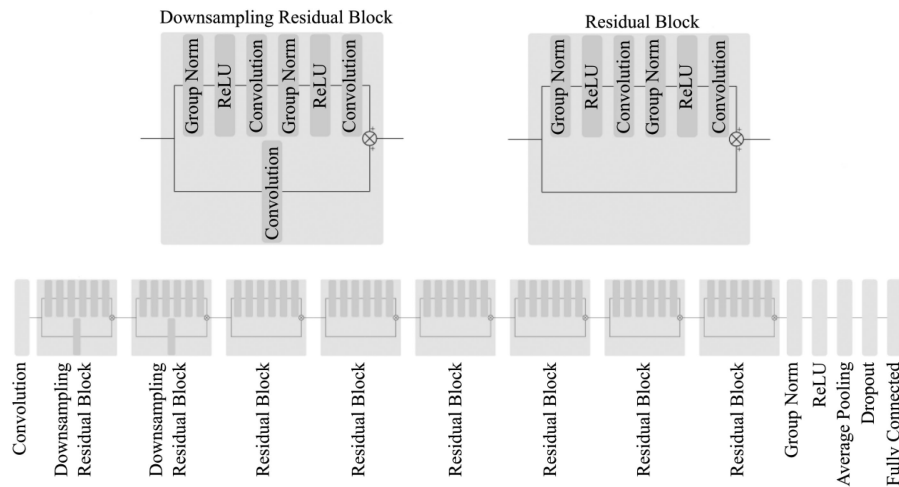 Downsampling Residual Block
Group Norm
ReLU
Convolution
Group Norm
ReLU
Convolution
+
+
Convolution
Residual Block
Group Norm
ReLU
Convolution
Group Norm
ReLU
Convolution
+
+
Convolution
Downsampling
Residual Block
Downsampling
Residual Block
Residual Block
Residual Block
Residual Block
Residual Block
Residual Block
Residual Block
Group Norm
ReLU
Average Pooling
Dropout
Fully Connected